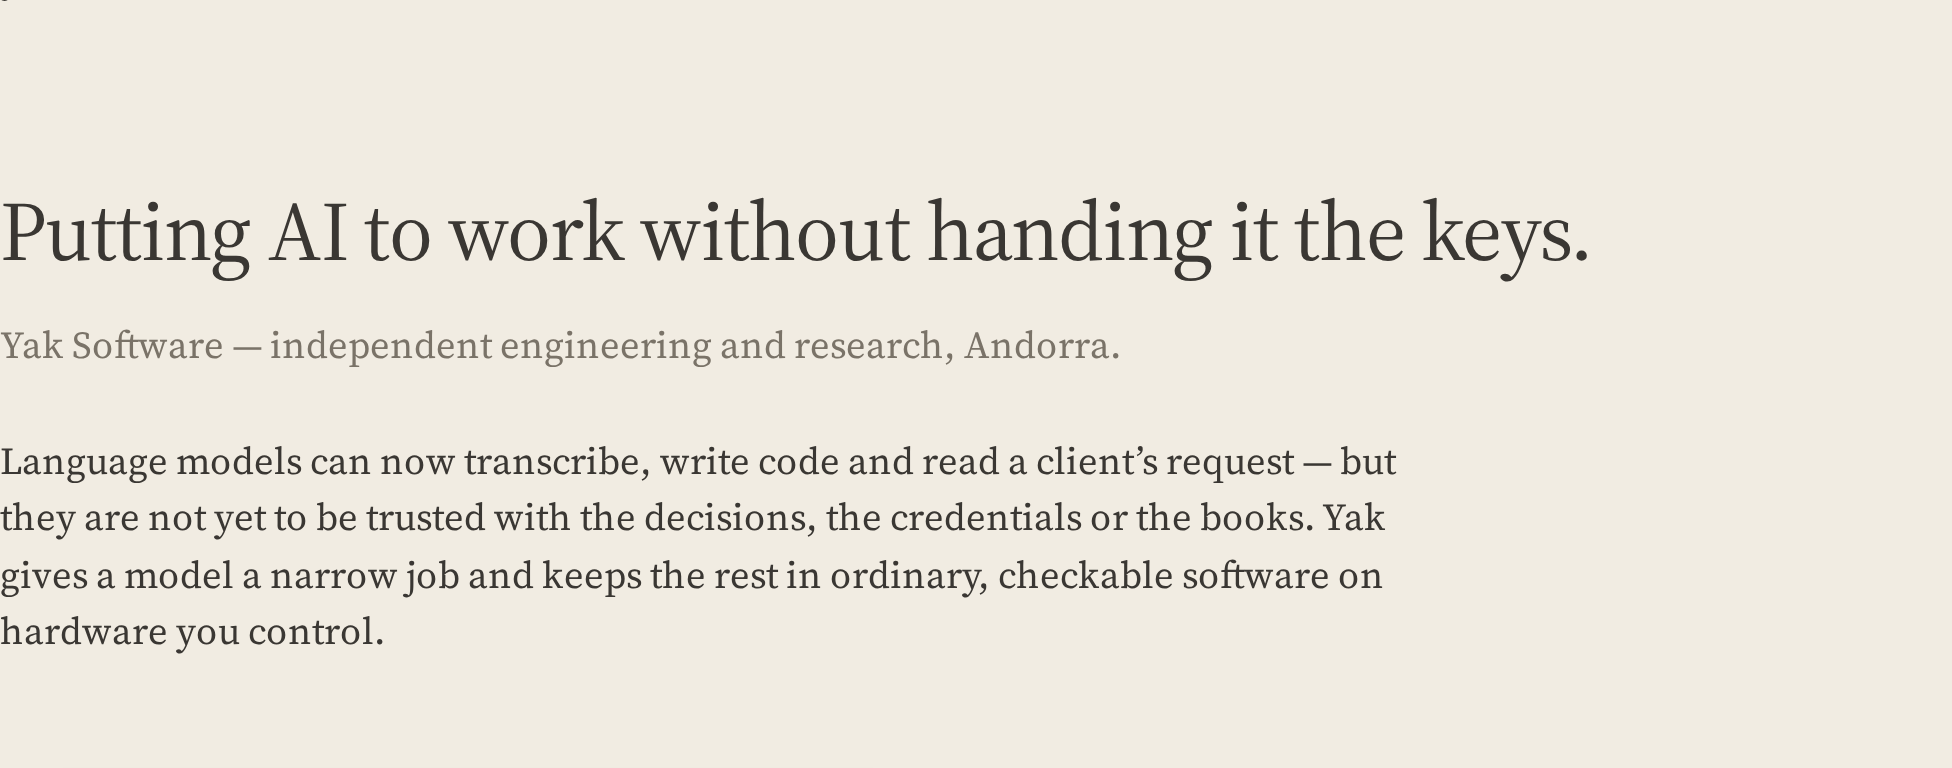 Putting AI to work without handing it the keys.
Yak Software — independent engineering and research, Andorra.
Language models can now transcribe, write code and read a client’s request — but
they are not yet to be trusted with the decisions, the credentials or the books. Yak
gives a model a narrow job and keeps the rest in ordinary, checkable software on
hardware you control.